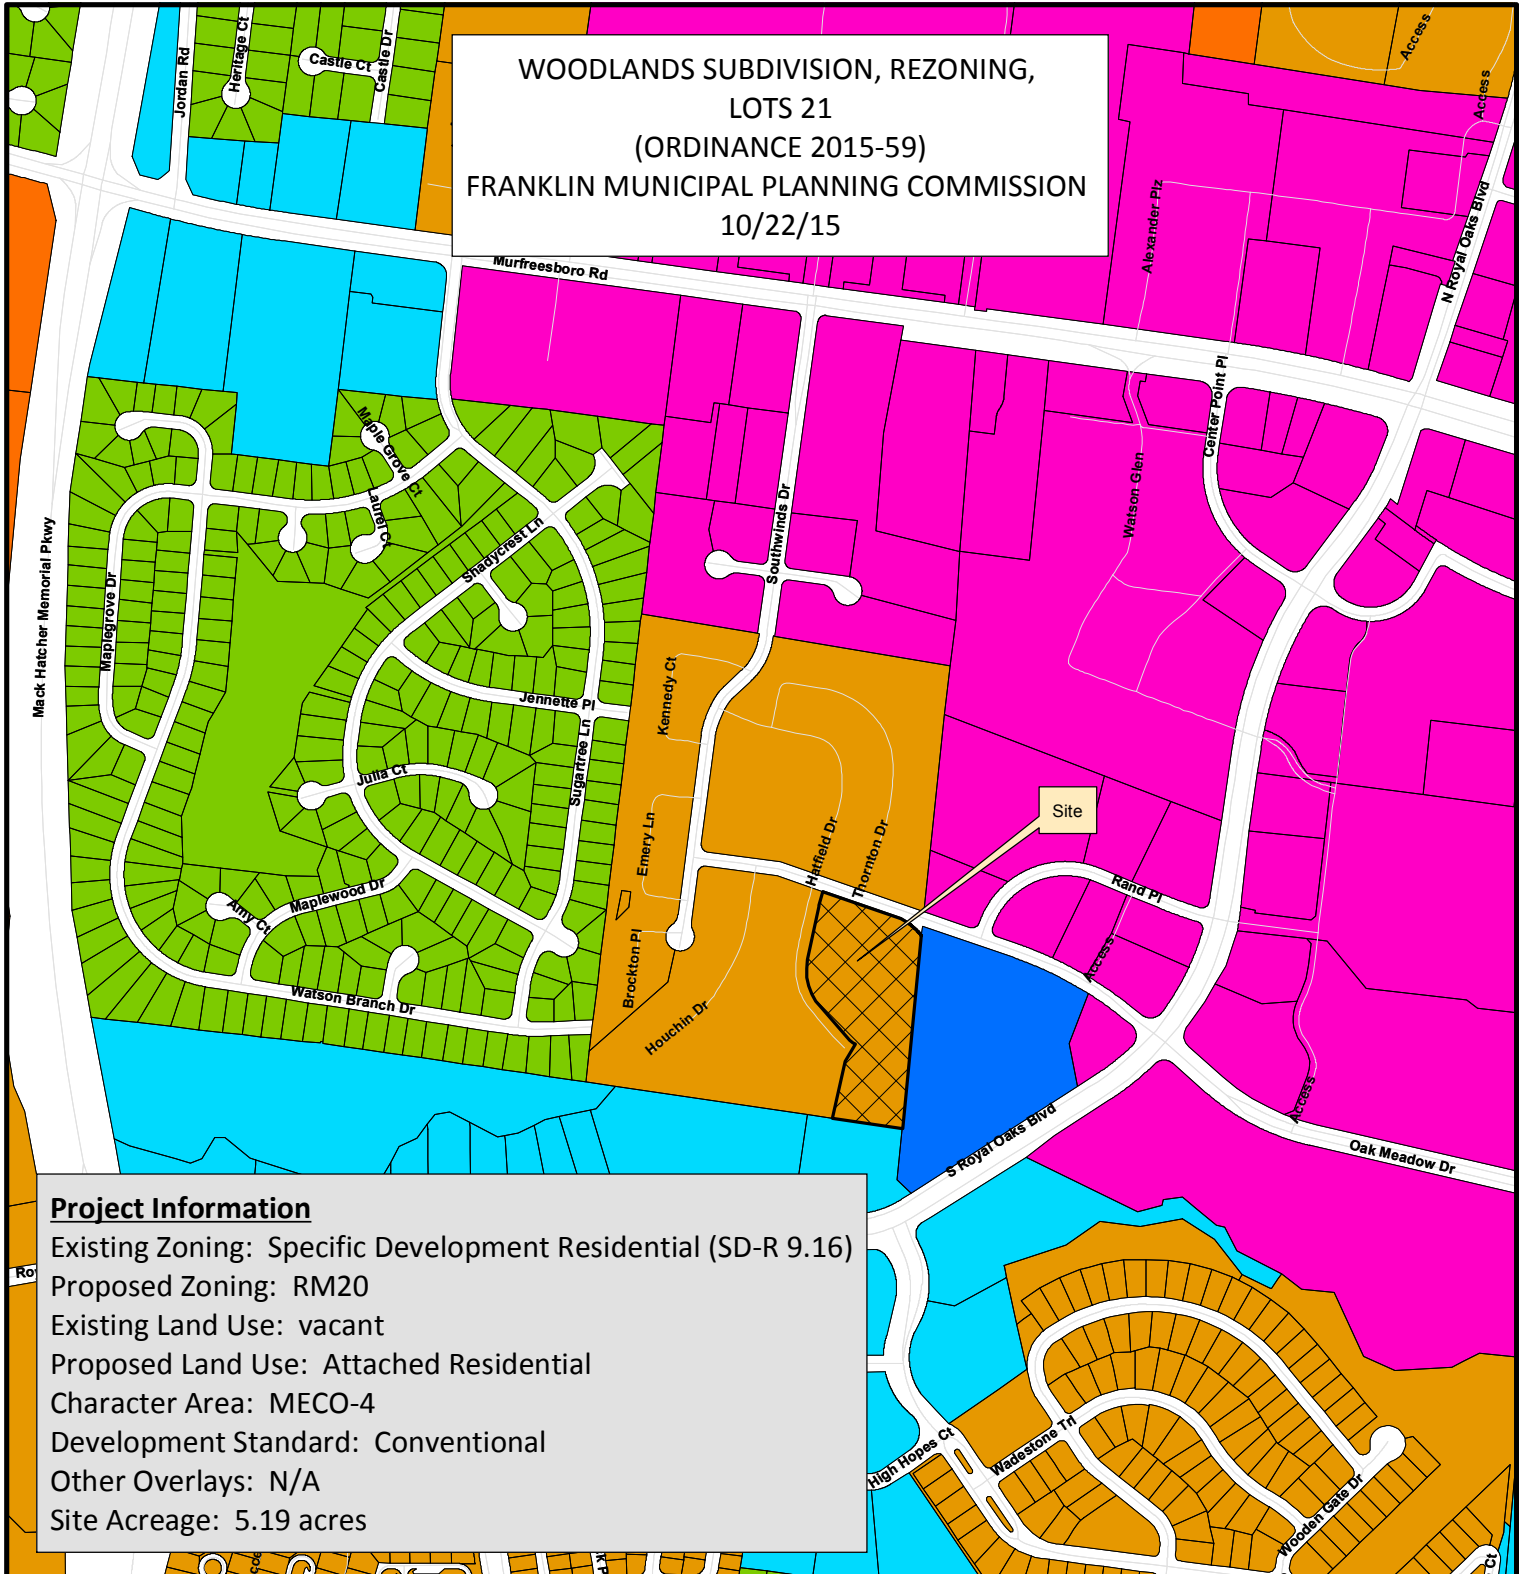 WOODLANDS SUBDIVISION, REZONING,
LOTS 21
(ORDINANCE 2015-59)
FRANKLIN MUNICIPAL PLANNING COMMISSION
10/22/15
Jordan Rd
Heritage Ct
Castle Ct
Castle Dr
Access
Access
Alexander Plz
N Royal Oaks Blvd
Murfreesboro Rd
Center Point Pl
Maple Grove Ct
Laurel Ct
Shadycrest Ln
Southwinds Dr
Watson Glen
Mack Hatcher Memorial Pkwy
Maplegrove Dr
Jennette Pl
Kennedy Ct
Sugartree Ln
Julia Ct
Emery Ln
Hatfield Dr
Thornton Dr
Site
Rand Pl
Maplewood Dr
Amy Ct
Brockton Pl
Access
Watson Branch Dr
Houchin Dr
Access
S Royal Oaks Blvd
Oak Meadow Dr
Project Information
Existing Zoning: Specific Development Residential (SD-R 9.16)
Proposed Zoning: RM20
Existing Land Use: vacant
Proposed Land Use: Attached Residential
Character Area: MECO-4
Development Standard: Conventional
Other Overlays: N/A
Site Acreage: 5.19 acres
High Hopes Ct
Wadestone Trl
Wooden Gate Dr
Ct